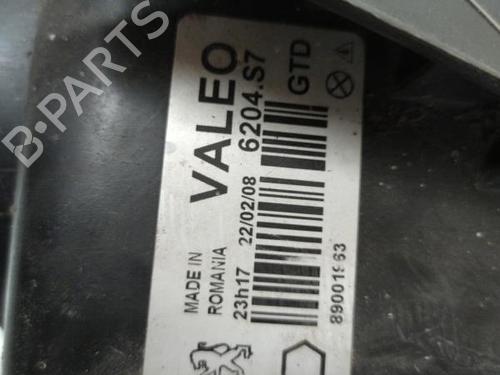 VALEO
6204.S7
GTD
MADE IN
ROMANIA
23h17
22/02/08
89001963
B-PARTS